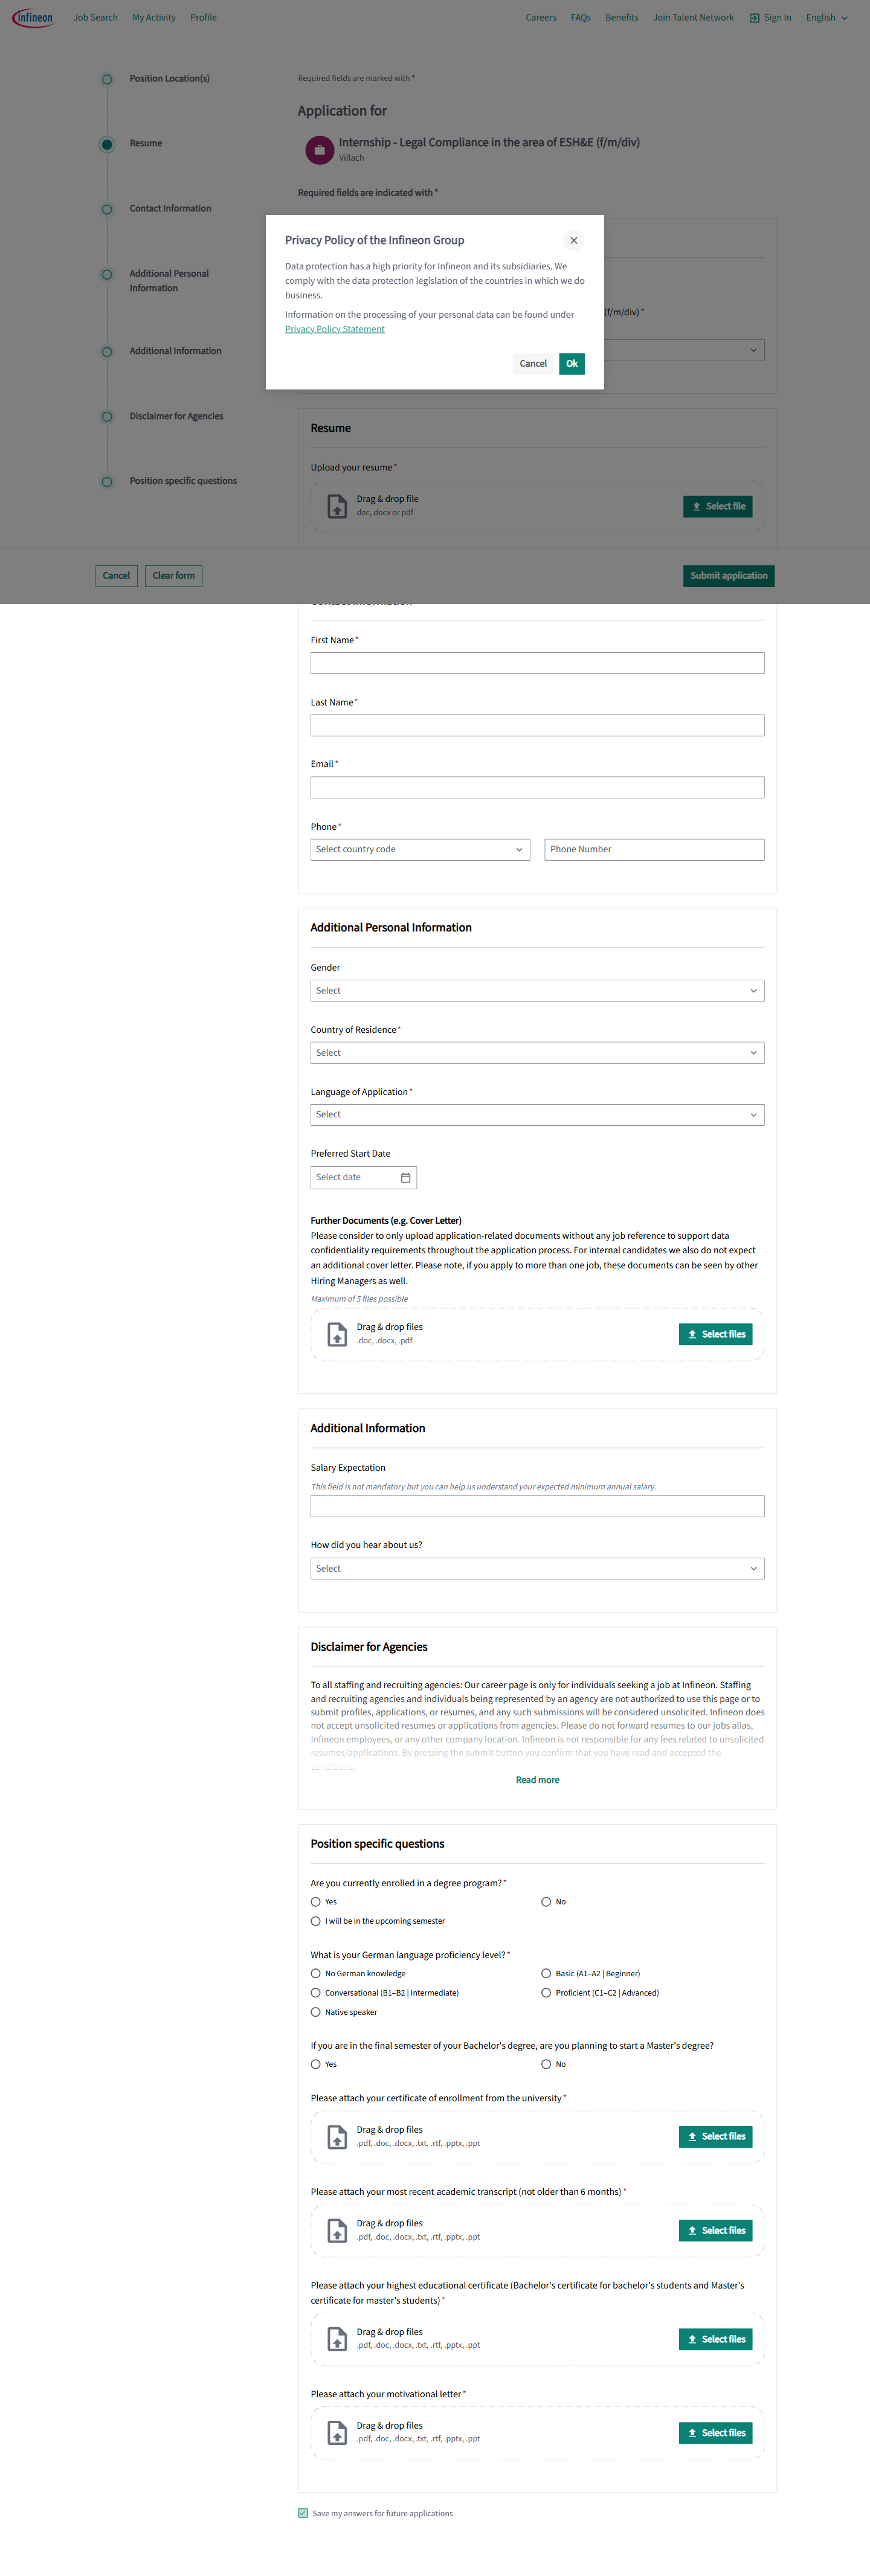 infineon
Job Search
My Activity
Profile
Careers
FAQs
Benefits
Join Talent Network
Sign In
English
Position Location(s)
Resume
Contact Information
Additional Personal
Information
Additional Information
Disclaimer for Agencies
Position specific questions
Required fields are marked with *
Application for
Internship - Legal Compliance in the area of ESH&E (f/m/div)
Villach
Required fields are indicated with *
Privacy Policy of the Infineon Group
Data protection has a high priority for Infineon and its subsidiaries. We
comply with the data protection legislation of the countries in which we do
business.
Information on the processing of your personal data can be found under
Privacy Policy Statement
Cancel
Ok
(f/m/div) *
Resume
Upload your resume *
Drag & drop file
doc, docx or pdf
Select file
Cancel
Clear form
Submit application
First Name *
Last Name *
Email *
Phone *
Select country code
Phone Number
Additional Personal Information
Gender
Select
Country of Residence *
Select
Language of Application *
Select
Preferred Start Date
Select date
Further Documents (e.g. Cover Letter)
Please consider to only upload application-related documents without any job reference to support data
confidentiality requirements throughout the application process. For internal candidates we also do not expect
an additional cover letter. Please note, if you apply to more than one job, these documents can be seen by other
Hiring Managers as well.
Maximum of 5 files possible
Drag & drop files
.doc, .docx, .pdf
Select files
Additional Information
Salary Expectation
This field is not mandatory but you can help us understand your expected minimum annual salary.
How did you hear about us?
Select
Disclaimer for Agencies
To all staffing and recruiting agencies: Our career page is only for individuals seeking a job at Infineon. Staffing
and recruiting agencies and individuals being represented by an agency are not authorized to use this page or to
submit profiles, applications, or resumes, and any such submissions will be considered unsolicited. Infineon does
not accept unsolicited resumes or applications from agencies. Please do not forward resumes to our jobs alias,
Infineon employees, or any other company location. Infineon is not responsible for any fees related to unsolicited
resumes/applications. By pressing the submit button you confirm that you have read and accepted the
Read more
Position specific questions
Are you currently enrolled in a degree program? *
Yes
No
I will be in the upcoming semester
What is your German language proficiency level? *
No German knowledge
Basic (A1–A2 | Beginner)
Conversational (B1–B2 | Intermediate)
Proficient (C1–C2 | Advanced)
Native speaker
If you are in the final semester of your Bachelor's degree, are you planning to start a Master's degree?
Yes
No
Please attach your certificate of enrollment from the university *
Drag & drop files
.pdf, .doc, .docx, .txt, .rtf, .pptx, .ppt
Select files
Please attach your most recent academic transcript (not older than 6 months) *
Drag & drop files
.pdf, .doc, .docx, .txt, .rtf, .pptx, .ppt
Select files
Please attach your highest educational certificate (Bachelor's certificate for bachelor's students and Master's
certificate for master's students) *
Drag & drop files
.pdf, .doc, .docx, .txt, .rtf, .pptx, .ppt
Select files
Please attach your motivational letter *
Drag & drop files
.pdf, .doc, .docx, .txt, .rtf, .pptx, .ppt
Select files
Save my answers for future applications